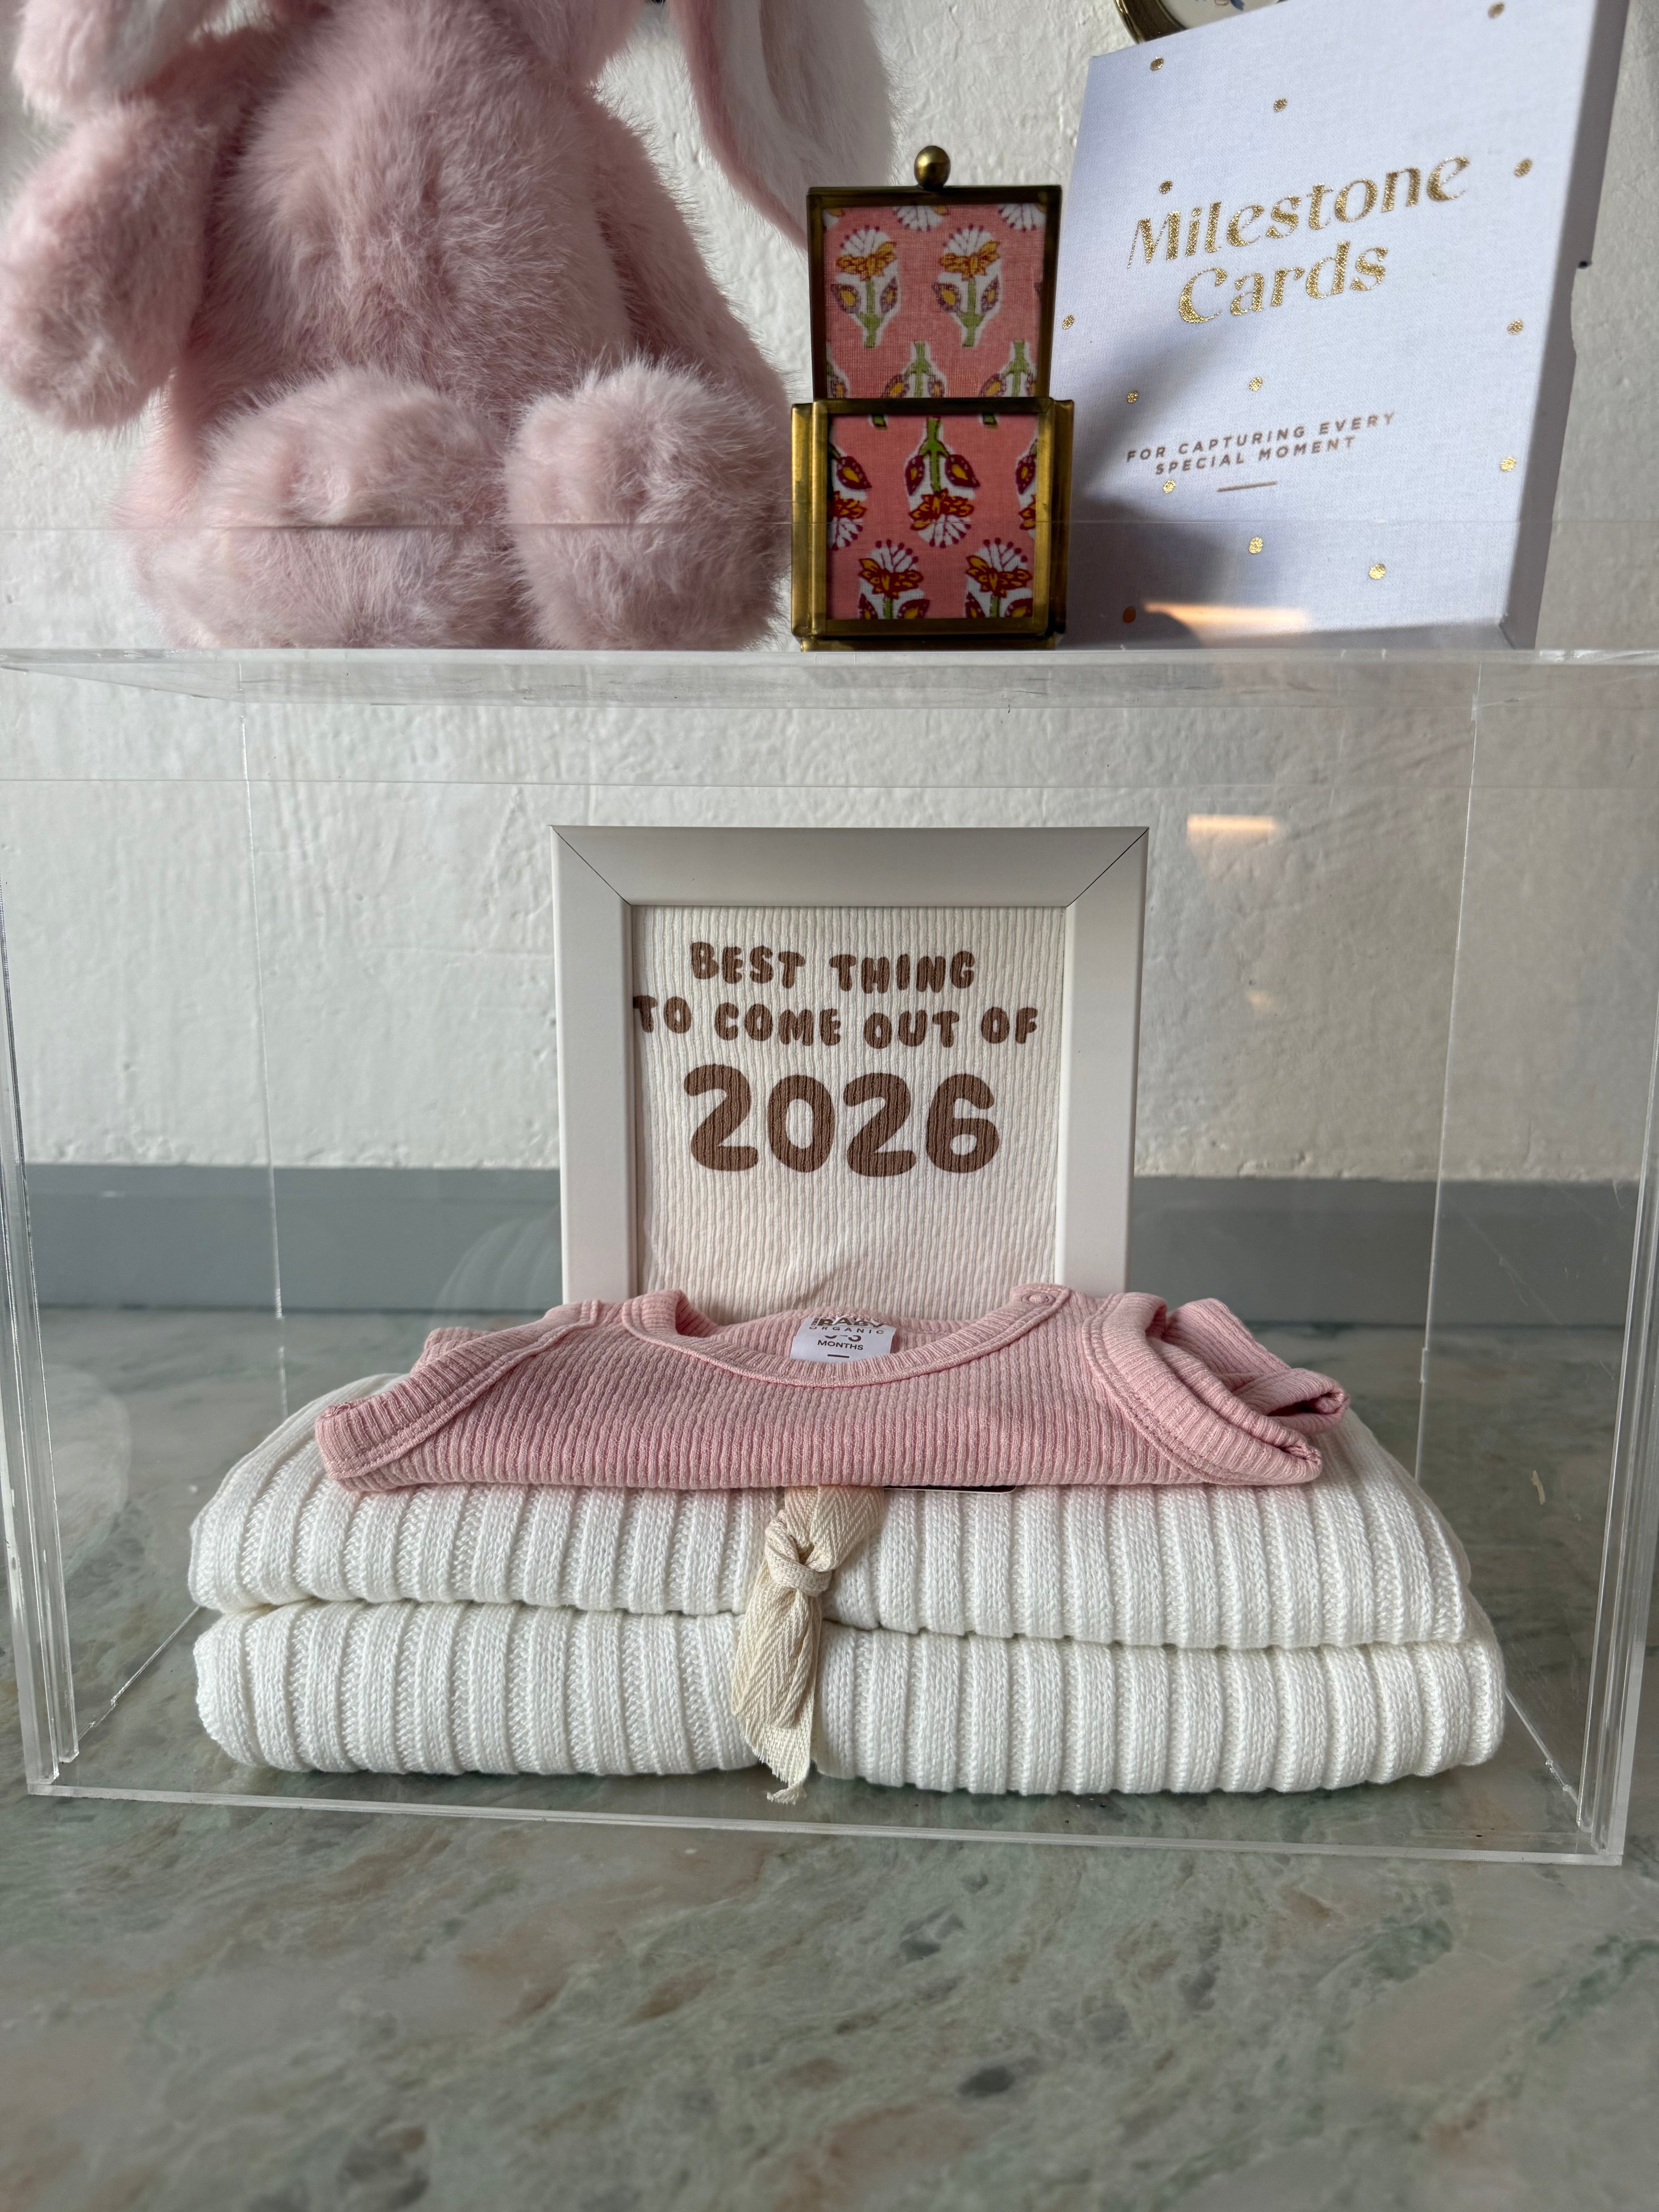 Milestone
Cards
FOR CAPTURING EVERY
SPECIAL MOMENT
BEST THING
TO COME OUT OF
2026
BABY
ORGANIC
MONTHS